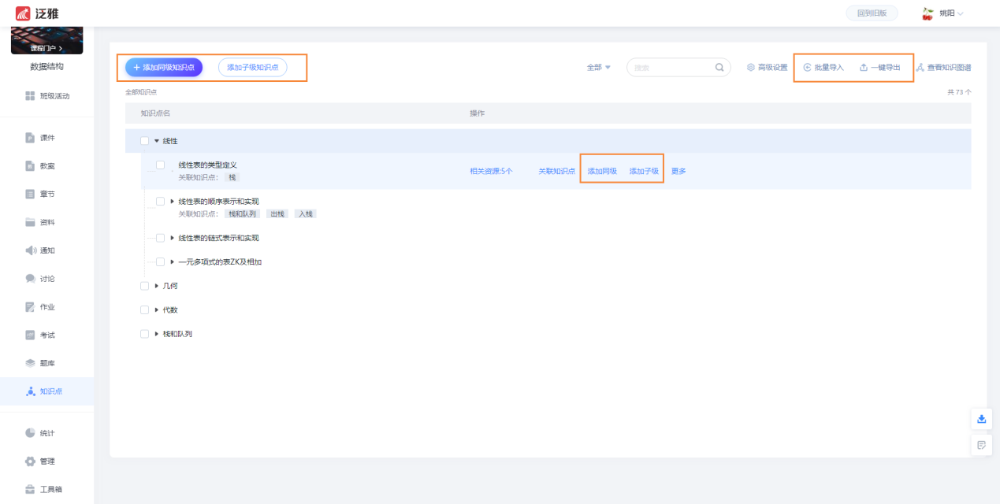 泛雅
回到旧版
姚阳
课程门户 >
数据结构
班级活动
课件
教案
章节
资料
通知
讨论
作业
考试
题库
知识点
统计
管理
工具箱
+ 添加同级知识点 添加子级知识点 全部 搜索 高级设置 批量导入 一键导出 查看知识图谱
全部知识点 共 73 个
知识点名 操作
线性
线性表的类型定义
关联知识点: 栈
相关资源:5个 关联知识点 添加同级 添加子级 更多
线性表的顺序表示和实现
关联知识点: 栈和队列 出栈 入栈
线性表的链式表示和实现
一元多项式的表ZK及相加
几何
代数
栈和队列